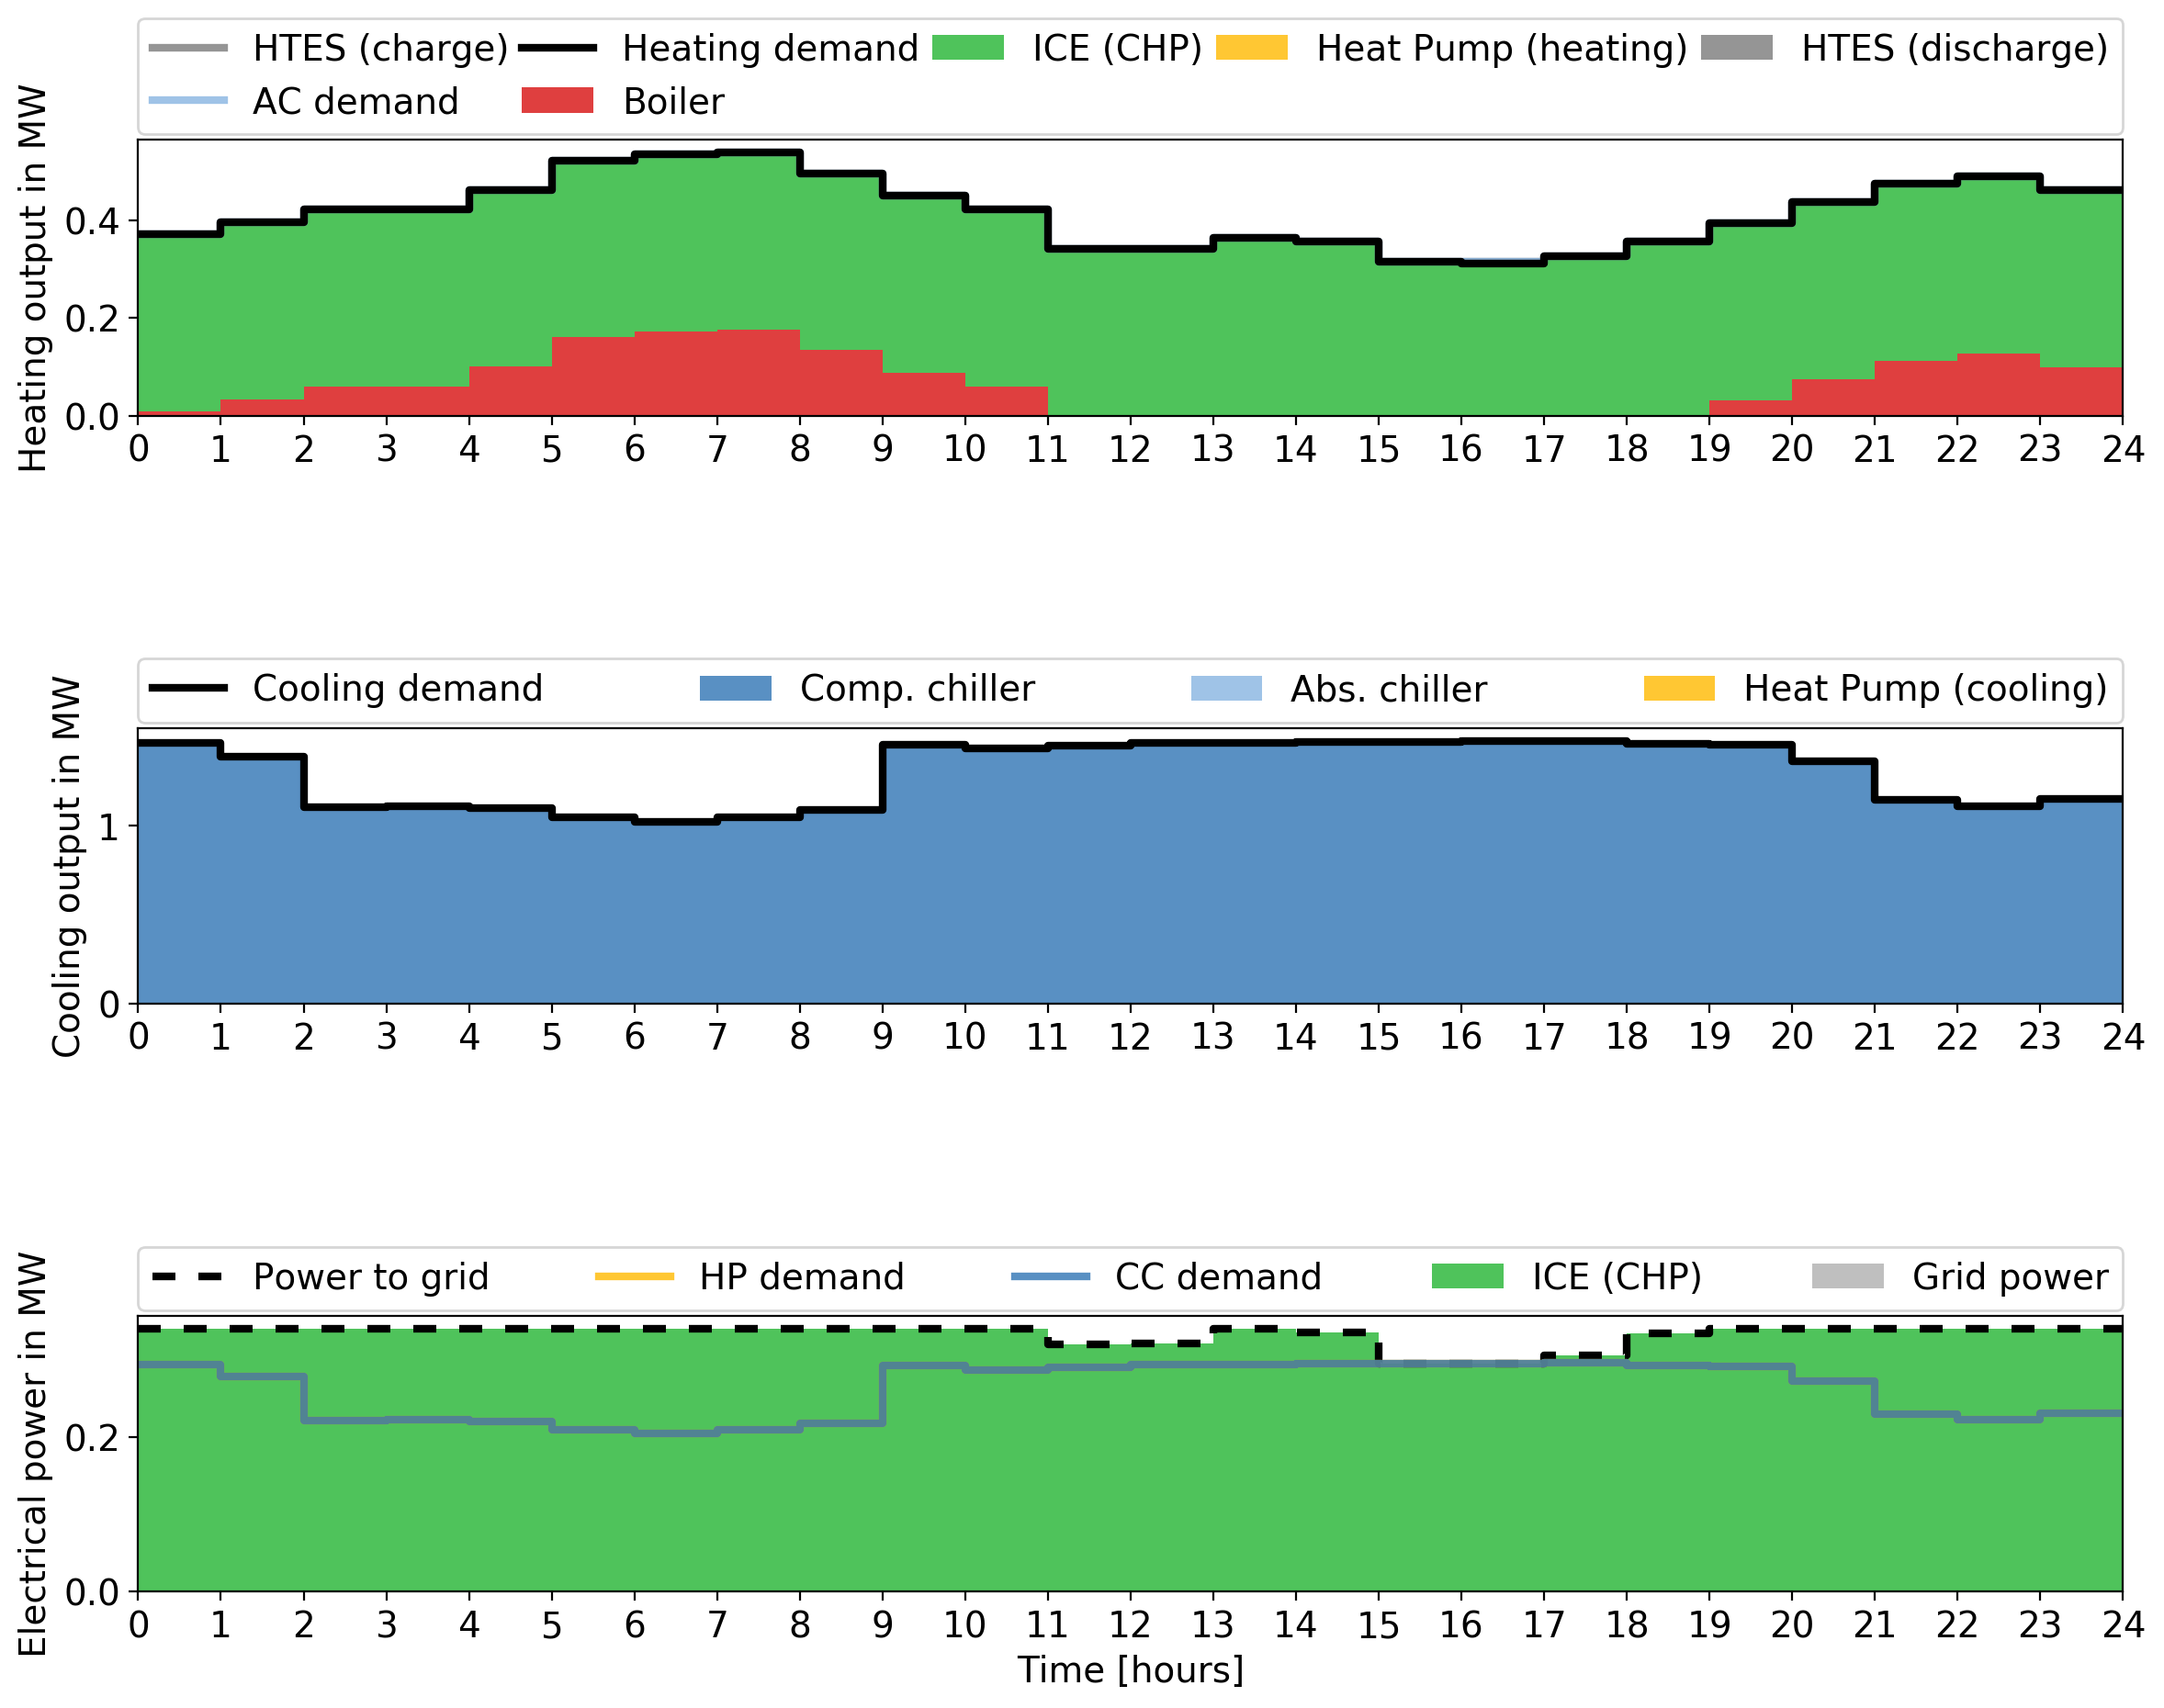 HTES (charge) Heating demand ICE (CHP) Heat Pump (heating) HTES (discharge)
AC demand Boiler
Heating output in MW
0.4
0.2
0.0
0 1 2 3 4 5 6 7 8 9 10 11 12 13 14 15 16 17 18 19 20 21 22 23 24
Cooling demand Comp. chiller Abs. chiller Heat Pump (cooling)
Cooling output in MW
1
0
0 1 2 3 4 5 6 7 8 9 10 11 12 13 14 15 16 17 18 19 20 21 22 23 24
Power to grid HP demand CC demand ICE (CHP) Grid power
Electrical power in MW
0.2
0.0
0 1 2 3 4 5 6 7 8 9 10 11 12 13 14 15 16 17 18 19 20 21 22 23 24
Time [hours]